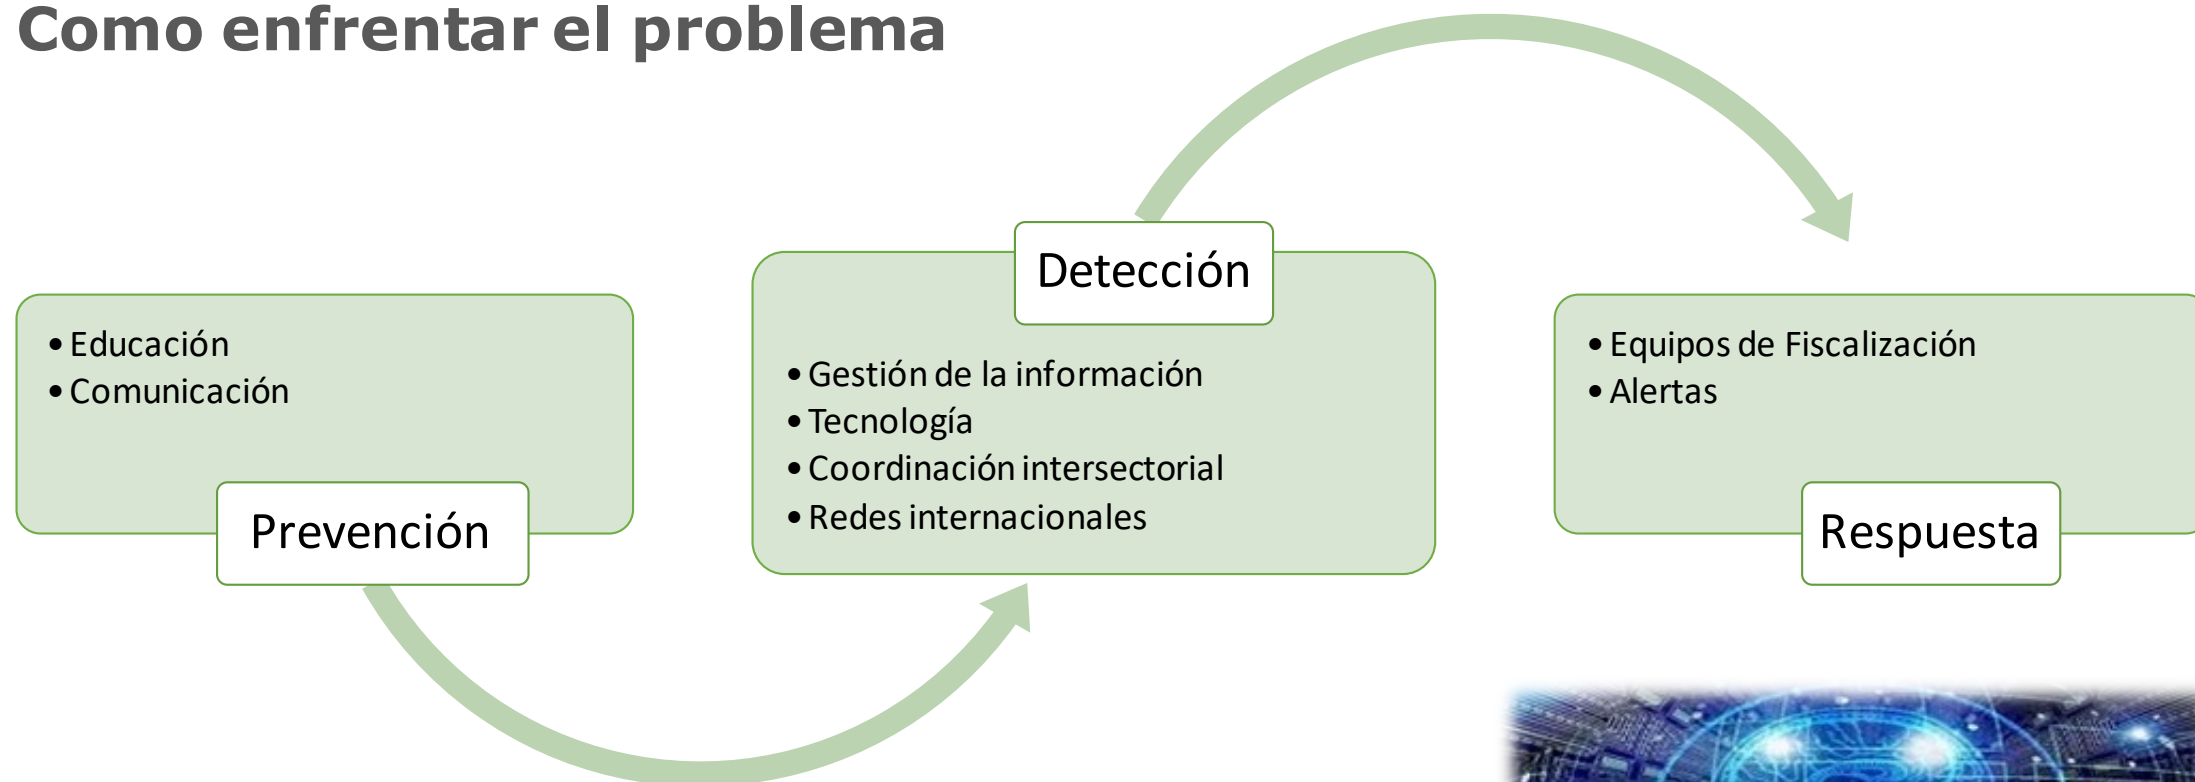 Como enfrentar el problema
• Educación
• Comunicación
Prevención
Detección
• Gestión de la información
• Tecnología
• Coordinación intersectorial
• Redes internacionales
• Equipos de Fiscalización
• Alertas
Respuesta